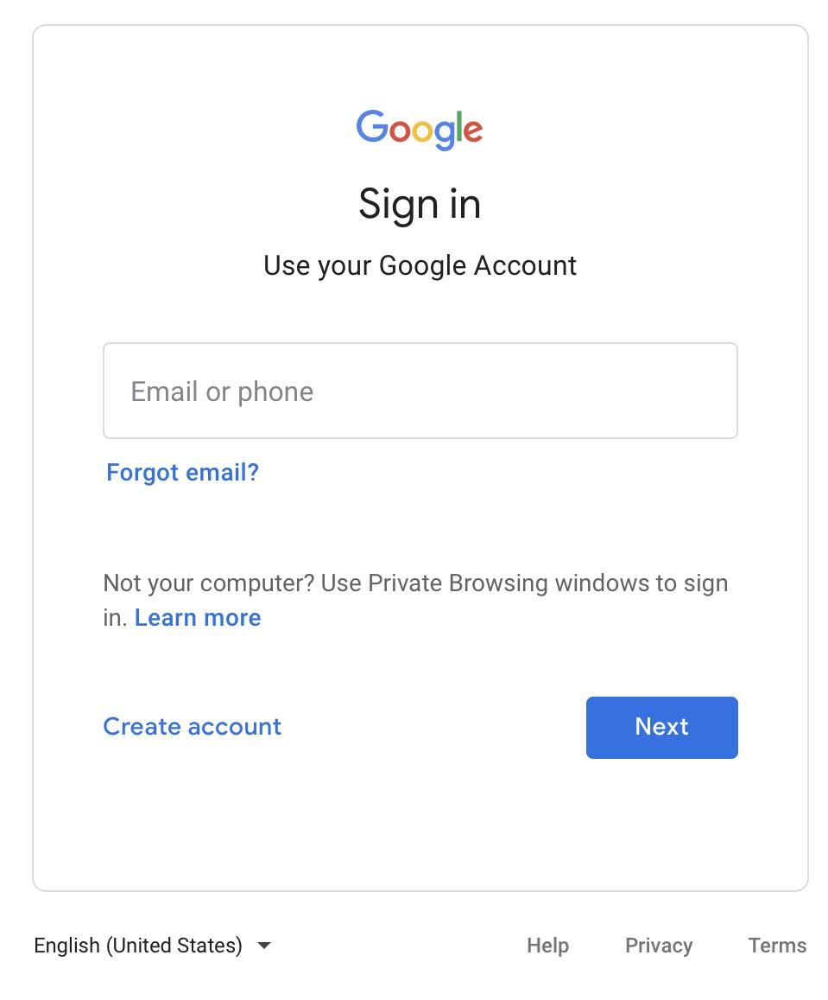 Google
Sign in
Use your Google Account
Email or phone
Forgot email?
Not your computer? Use Private Browsing windows to sign
in. Learn more
Create account
Next
English (United States)
Help
Privacy
Terms